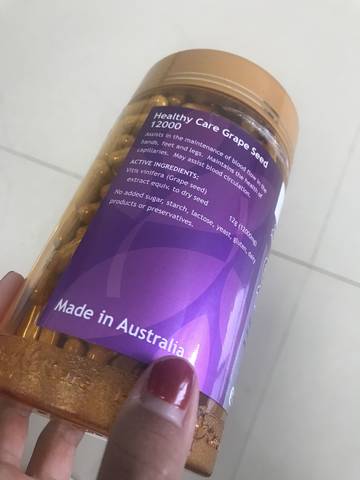 Healthy Care Grape Seed
12000
Assists in the maintenance of blood flow to the
hands, feet and legs. Maintains the health of
capillaries. May assist blood circulation.
ACTIVE INGREDIENTS:
Vitis vinifera (Grape seed)
extract equiv. to dry seed 12g (12000mg)
No added sugar, starch, lactose, yeast, gluten, dairy
products or preservatives.
Made in Australia